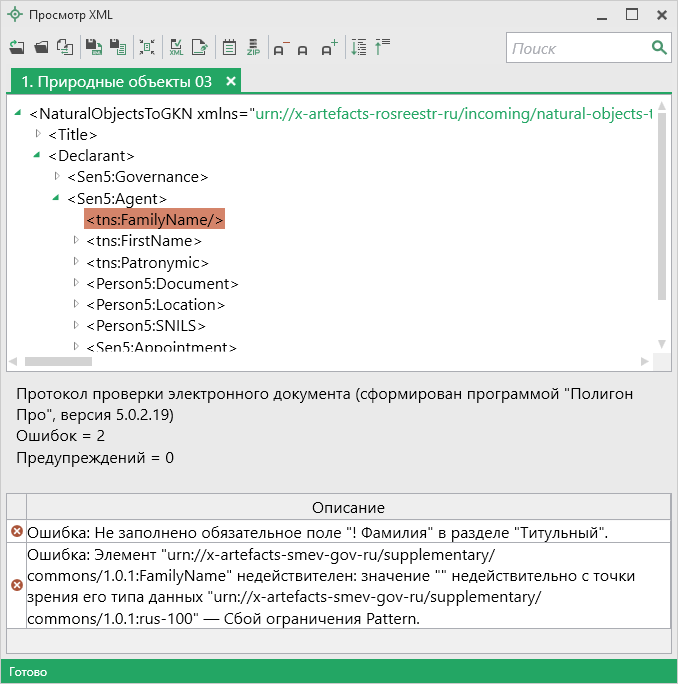 Просмотр XML
XML
ZIP
Поиск
1. Природные объекты 03
<NaturalObjectsToGKN xmlns="urn://x-artefacts-rosreestr-ru/incoming/natural-objects-t
<Title>
<Declarant>
<Sen5:Governance>
<Sen5:Agent>
<tns:FamilyName/>
<tns:FirstName>
<tns:Patronymic>
<Person5:Document>
<Person5:Location>
<Person5:SNILS>
<Sen5:Appointment>
Протокол проверки электронного документа (сформирован программой "Полигон
Про", версия 5.0.2.19)
Ошибок = 2
Предупреждений = 0
Описание
Ошибка: Не заполнено обязательное поле "! Фамилия" в разделе "Титульный".
Ошибка: Элемент "urn://x-artefacts-smev-gov-ru/supplementary/
commons/1.0.1:FamilyName" недействителен: значение "" недействительно с точки
зрения его типа данных "urn://x-artefacts-smev-gov-ru/supplementary/
commons/1.0.1:rus-100" — Сбой ограничения Pattern.
Готово